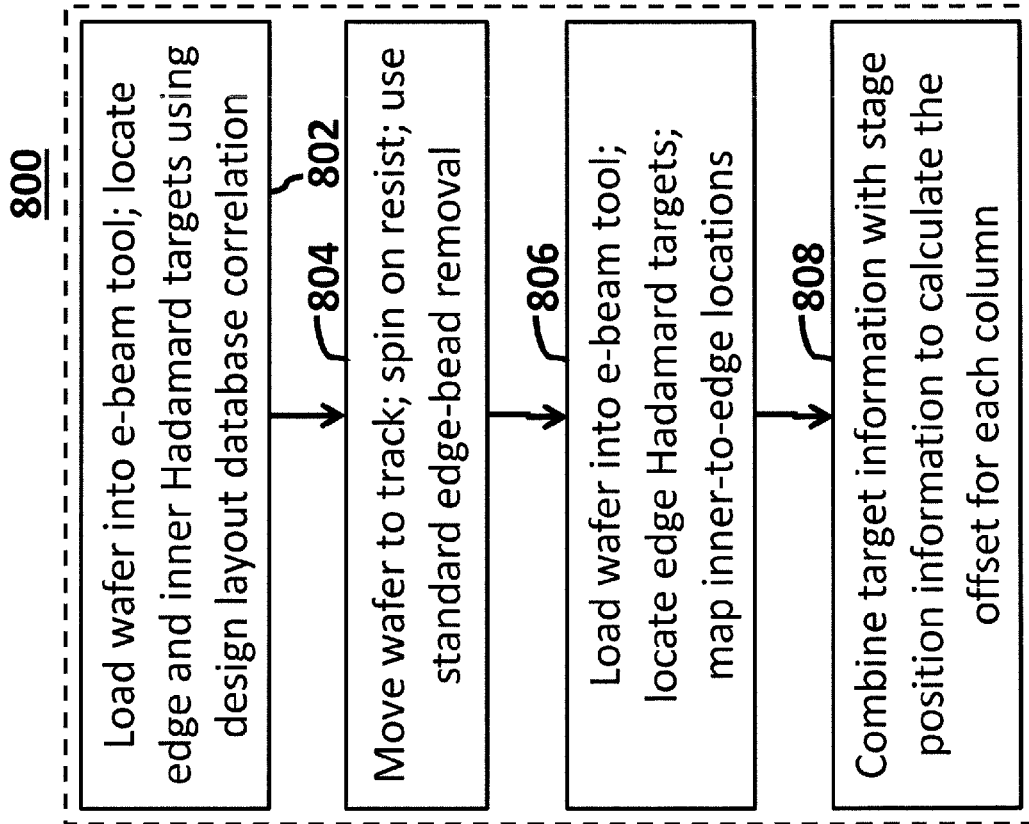 800
Load wafer into e-beam tool; locate
edge and inner Hadamard targets using
design layout database correlation
802
804
Move wafer to track; spin on resist; use
standard edge-bead removal
806
Load wafer into e-beam tool;
locate edge Hadamard targets;
map inner-to-edge locations
808
Combine target information with stage
position information to calculate the
offset for each column